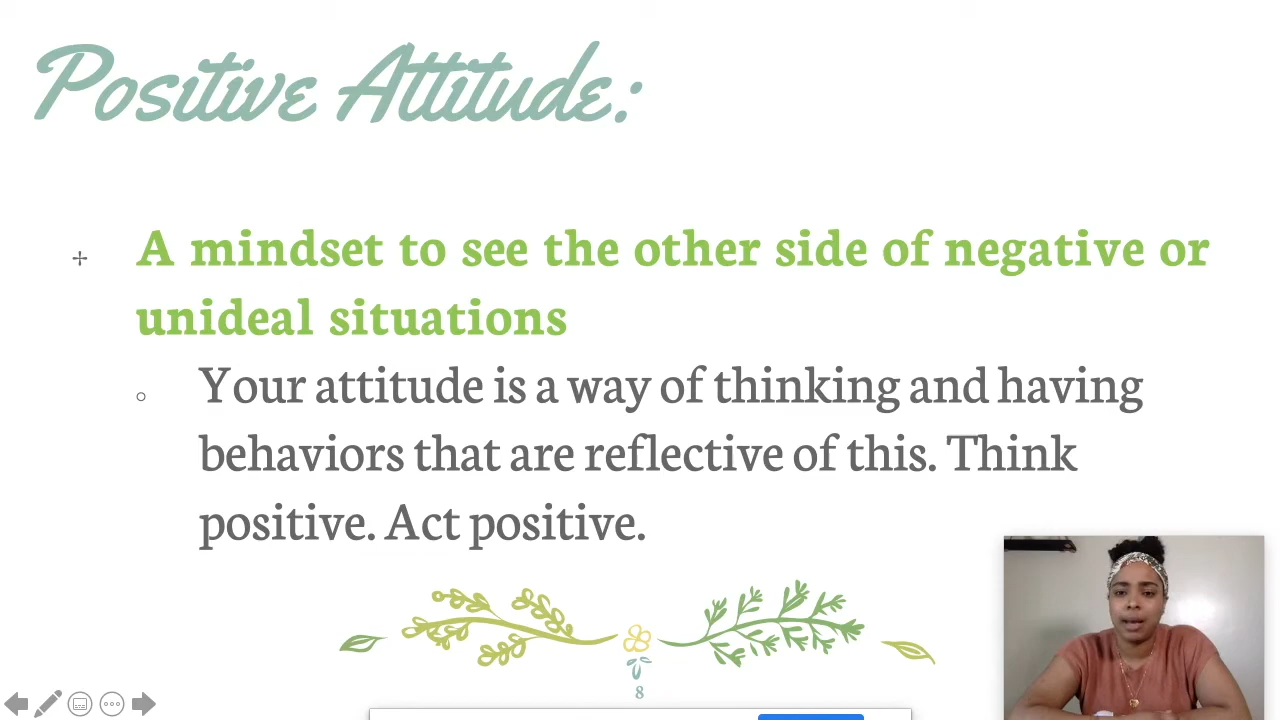 Positive Attitude:
A mindset to see the other side of negative or
unideal situations
Your attitude is a way of thinking and having
behaviors that are reflective of this. Think
positive. Act positive.
8